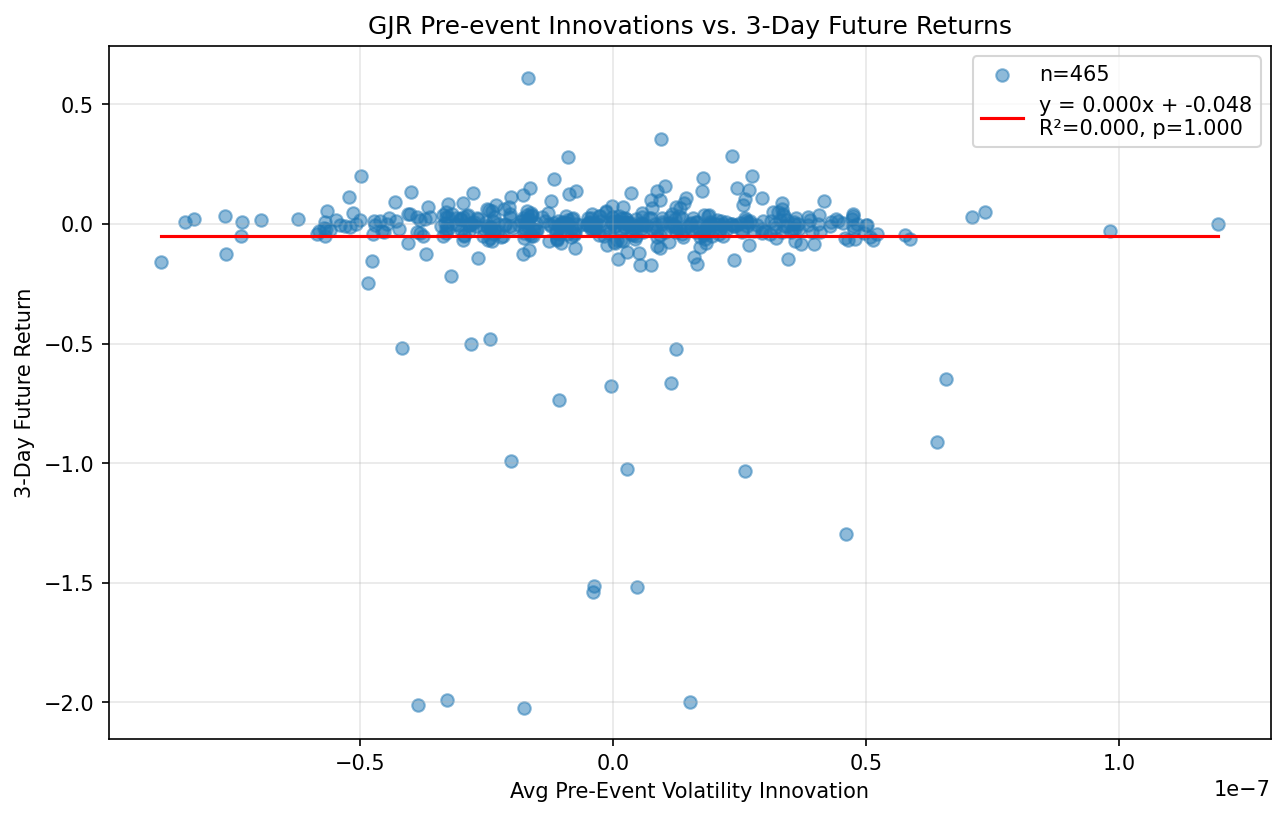 GJR Pre-event Innovations vs. 3-Day Future Returns
n=465
y = 0.000x + -0.048
R²=0.000, p=1.000
3-Day Future Return
0.5
0.0
−0.5
−1.0
−1.5
−2.0
−0.5 0.0 0.5 1.0
1e−7
Avg Pre-Event Volatility Innovation